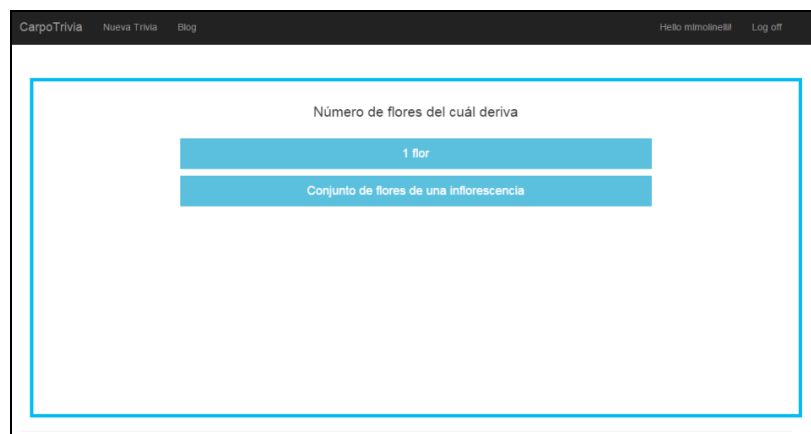 CarpoTrivia Nueva Trivia Blog Hello mlmolinelli! Log off
Número de flores del cuál deriva
1 flor
Conjunto de flores de una inflorescencia